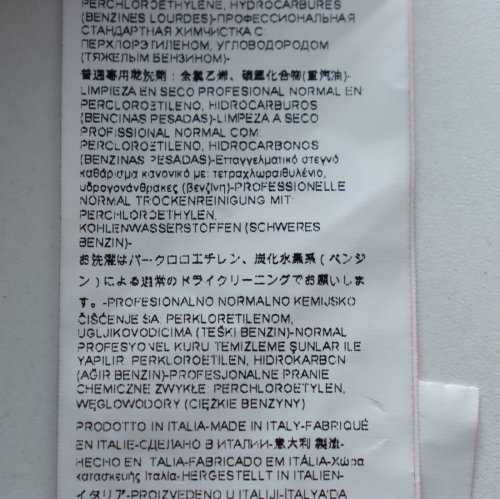 PERCHLOROETHYLENE, HYDROCARBURES
(BENZINES LOURDES)-ПРОФЕССИОНАЛЬНАЯ
СТАНДАРТНАЯ ХИМЧИСТКА С
ПЕРХЛОРЭТИЛЕНОМ, УГЛОВОДОРОДОМ
(ТЯЖЕЛЫМ БЕНЗИНОМ)-
普通專用乾洗劑：全氯乙烯、碳氫化合物(重汽油)-
LIMPIEZA EN SECO PROFESIONAL NORMAL EN
PERCLOROETILENO, HIDROCARBUROS
(BENCINAS PESADAS)-LIMPEZA A SECO
PROFISSIONAL NORMAL COM:
PERCLOROETILENO, HIDROCARBONOS
(BENZINAS PESADAS)-Επαγγελματικό στεγνό
καθάρισμα κανονικό με: τετραχλωραιθυλένιο,
υδρογονάνθρακες (βενζίνη)-PROFESSIONELLE
NORMAL TROCKENREINIGUNG MIT:
PERCHLOROETHYLEN,
KOHLENWASSERSTOFFEN (SCHWERES
BENZIN)-
お洗濯はパークロロエチレン、炭化水素系（ベンジ
ン）による通常のドライクリーニングでお願いしま
す。-PROFESIONALNO NORMALNO KEMIJSKO
ČIŠĆENJE SA: PERKLORETILENOM,
UGLJIKOVODICIMA (TEŠKI BENZIN)-NORMAL
PROFESYONEL KURU TEMIZLEME ŞUNLAR ILE
YAPILIR: PERKLOROETILEN, HIDROKARBON
(AĞIR BENZIN)-PROFESJONALNE PRANIE
CHEMICZNE ZWYKŁE: PERCHLOROETYLEN,
WĘGLOWODORY (CIĘŻKIE BENZYNY)
PRODOTTO IN ITALIA-MADE IN ITALY-FABRIQUÉ
EN ITALIE-СДЕЛАНО В ИТАЛИИ-意大利 製造-
HECHO EN ITALIA-FABRICADO EM ITÁLIA-Χώρα
κατασκευής Ιταλία-HERGESTELLT IN ITALIEN-
イタリア-PROIZVEDENO U ITALIJI-İTALYA'DA